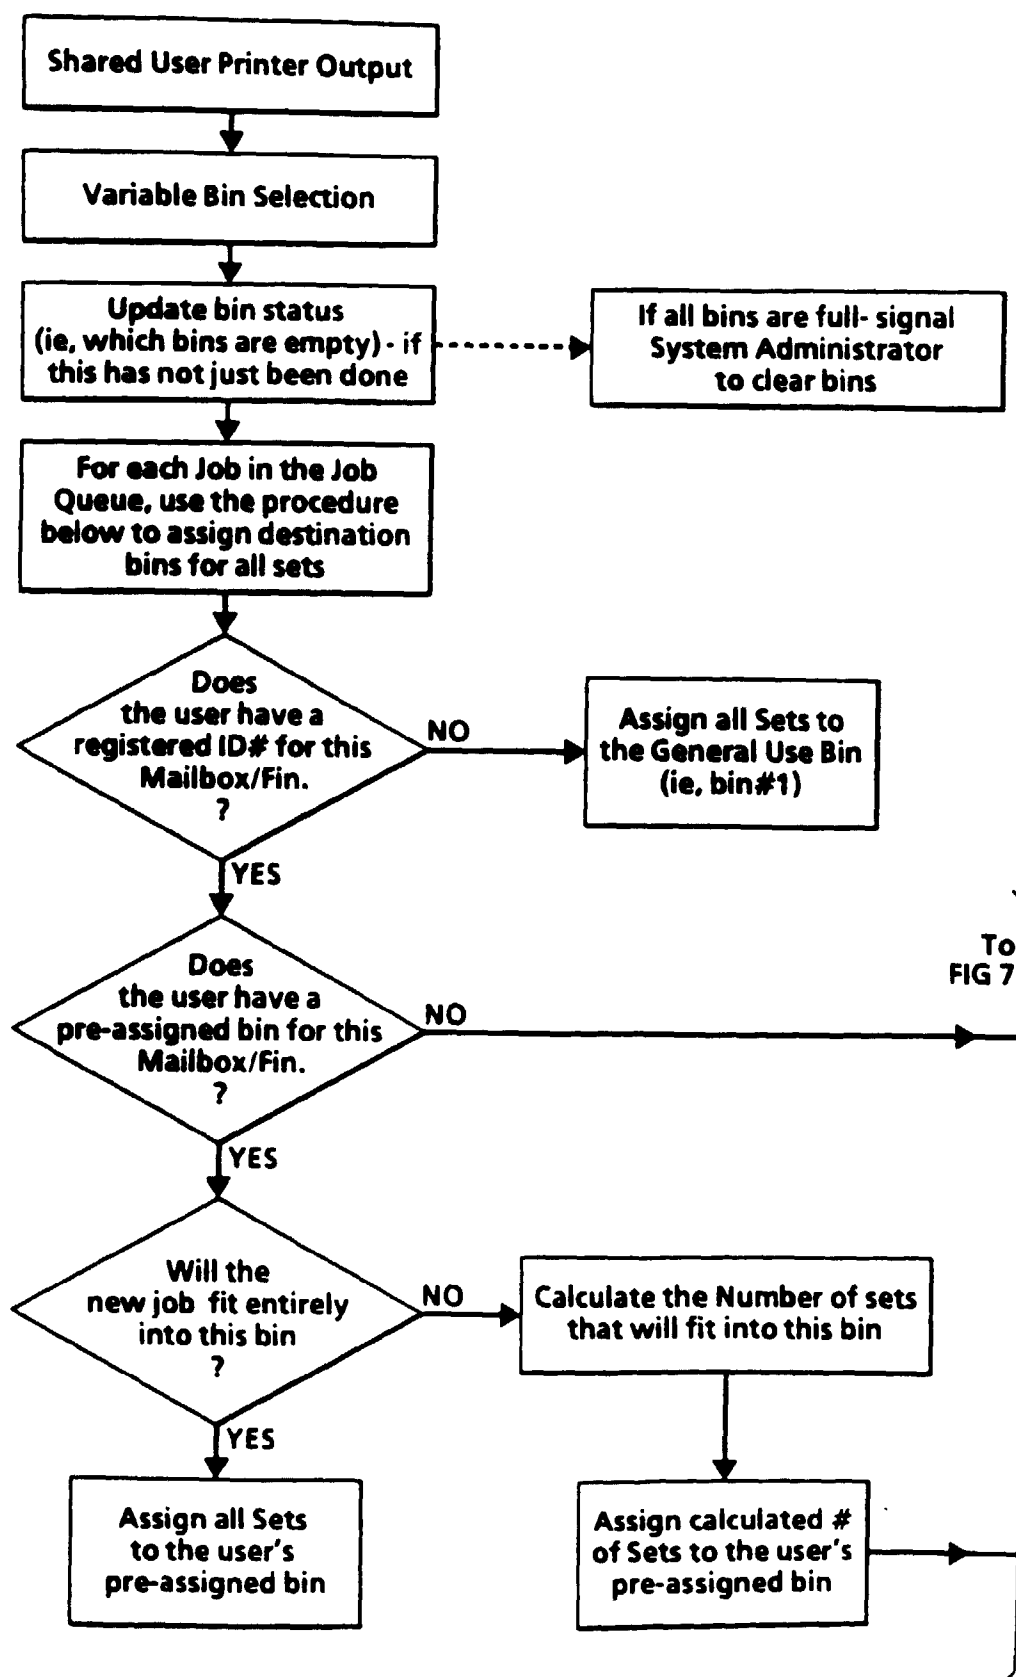 Shared User Printer Output
Variable Bin Selection
Update bin status
(ie, which bins are empty) - if
this has not just been done
If all bins are full- signal
System Administrator
to clear bins
For each Job in the Job
Queue, use the procedure
below to assign destination
bins for all sets
Does
the user have a
registered ID# for this
Mailbox/Fin.
?
NO
Assign all Sets to
the General Use Bin
(ie, bin#1)
YES
Does
the user have a
pre-assigned bin for this
Mailbox/Fin.
?
NO
To
FIG 7
YES
Will the
new job fit entirely
into this bin
?
NO
Calculate the Number of sets
that will fit into this bin
YES
Assign all Sets
to the user's
pre-assigned bin
Assign calculated #
of Sets to the user's
pre-assigned bin